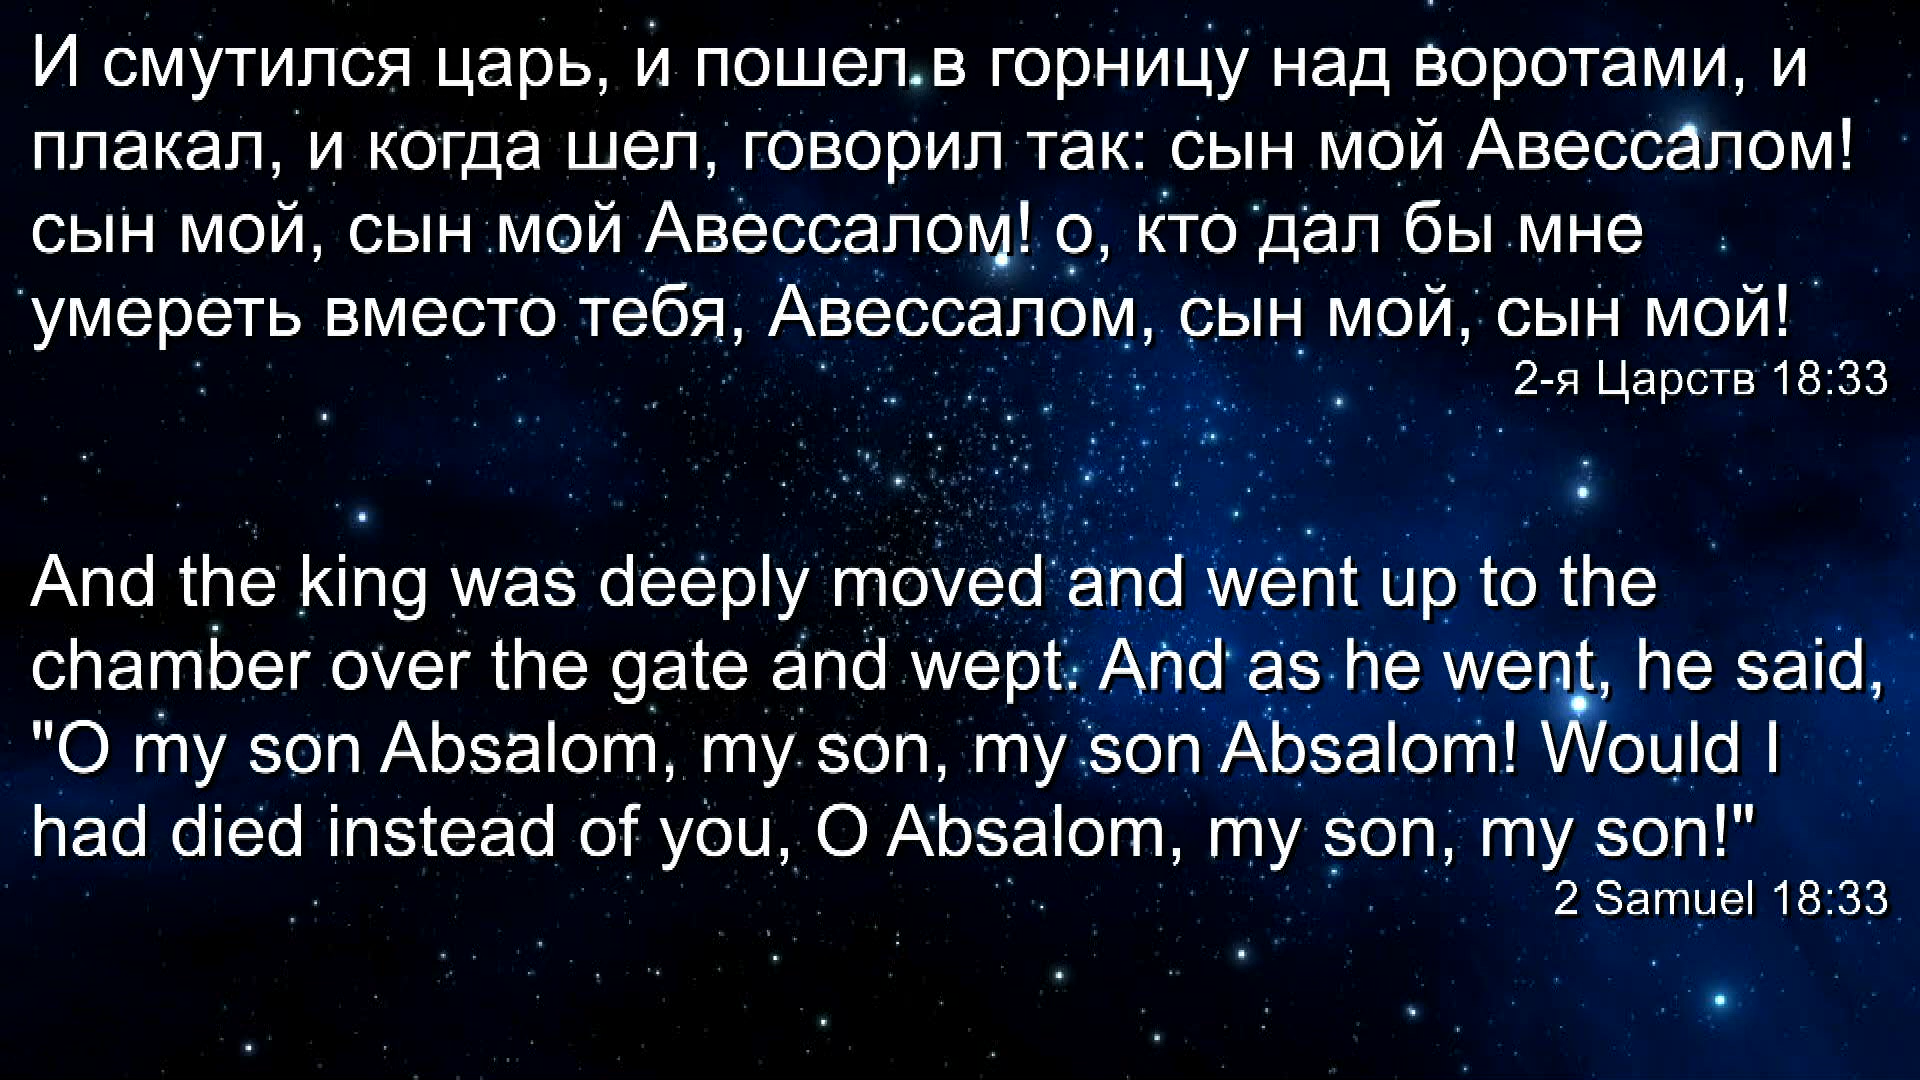 И смутился царь, и пошел в горницу над воротами, и
плакал, и когда шел, говорил так: сын мой Авессалом!
сын мой, сын мой Авессалом! о, кто дал бы мне
умереть вместо тебя, Авессалом, сын мой, сын мой!
2-я Царств 18:33
And the king was deeply moved and went up to the
chamber over the gate and wept. And as he went, he said,
"O my son Absalom, my son, my son Absalom! Would I
had died instead of you, O Absalom, my son, my son!"
2 Samuel 18:33